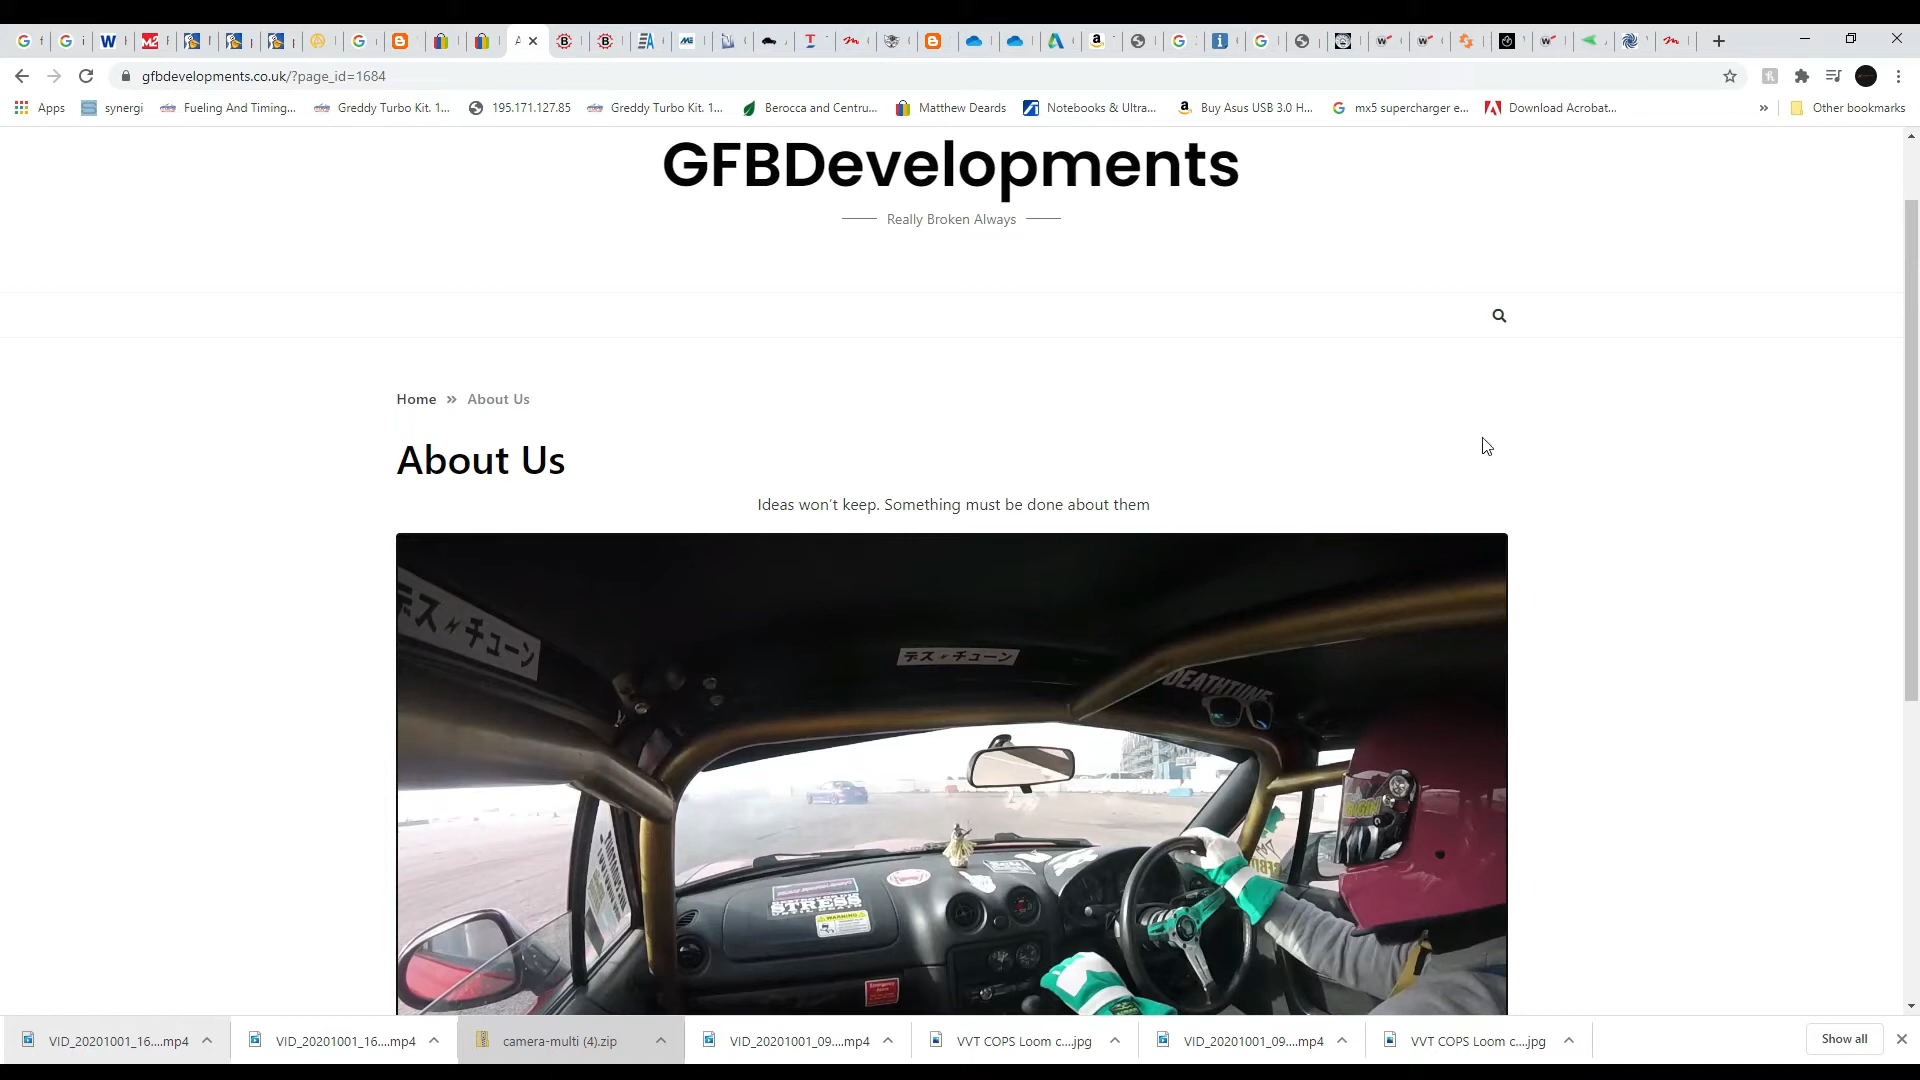 gfbdevelopments.co.uk/?page_id=1684
Apps synergi Fueling And Timing... Greddy Turbo Kit. 1... 195.171.127.85 Greddy Turbo Kit. 1... Berocca and Centru... Matthew Deards Notebooks & Ultra... Buy Asus USB 3.0 H... mx5 supercharger e... Download Acrobat... » Other bookmarks
GFBDevelopments
Really Broken Always
Home » About Us
About Us
Ideas won't keep. Something must be done about them
デス⚡チューン
デス⚡チューン
DEATHTUNE
STRESS
WARNING
VID_20201001_16....mp4 VID_20201001_16....mp4 camera-multi (4).zip VID_20201001_09....mp4 VVT COPS Loom c....jpg VID_20201001_09....mp4 VVT COPS Loom c....jpg Show all